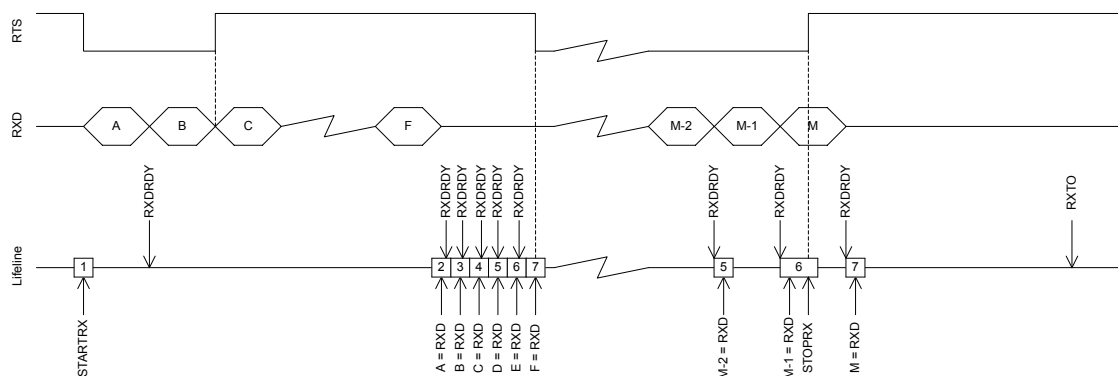 RTS
RXD
A
B
C
F
M-2
M-1
M
Lifeline
RXDRDY
RXDRDY
RXDRDY
RXDRDY
RXDRDY
RXDRDY
RXDRDY
RXDRDY
RXDRDY
RXTO
1
2
3
4
5
6
7
5
6
7
STARTRX
A = RXD
B = RXD
C = RXD
D = RXD
E = RXD
F = RXD
M-2 = RXD
M-1 = RXD
STOPRX
M = RXD